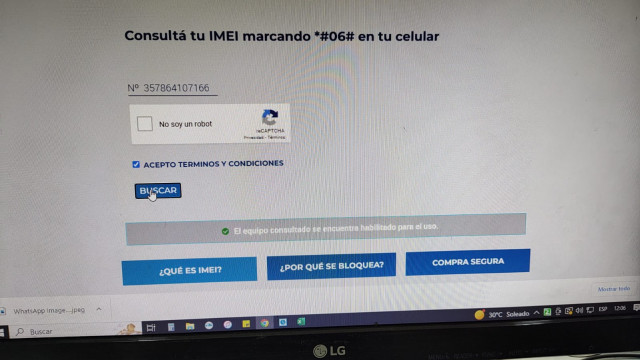 Consultá tu IMEI marcando *#06# en tu celular
Nº 357864107166
No soy un robot
reCAPTCHA
Privacidad - Términos
ACEPTO TERMINOS Y CONDICIONES
BUSCAR
El equipo consultado se encuentra habilitado para el uso.
¿QUÉ ES IMEI?
¿POR QUÉ SE BLOQUEA?
COMPRA SEGURA
WhatsApp Image....jpeg
Mostrar todo
Buscar
30°C Soleado
ESP
12:06
LG